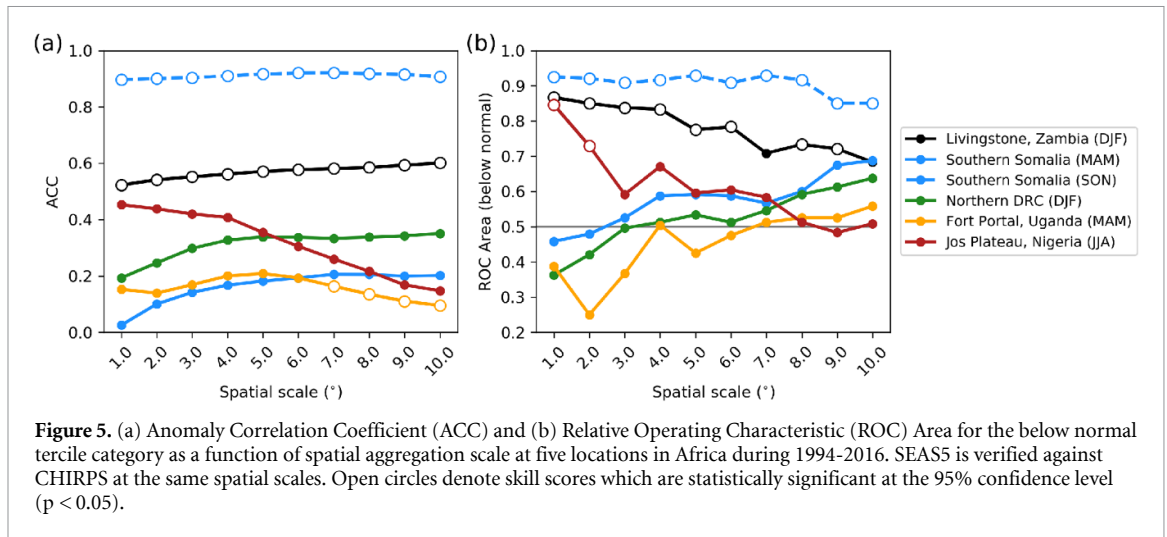 (a)
1.0
0.8
0.6
0.4
0.2
0.0
ACC
1.0
2.0
3.0
4.0
5.0
6.0
7.0
8.0
9.0
10.0
Spatial scale (°)
(b)
1.0
0.9
0.8
0.7
0.6
0.5
0.4
0.3
0.2
ROC Area (below normal)
1.0
2.0
3.0
4.0
5.0
6.0
7.0
8.0
9.0
10.0
Spatial scale (°)
Livingstone, Zambia (DJF)
Southern Somalia (MAM)
Southern Somalia (SON)
Northern DRC (DJF)
Fort Portal, Uganda (MAM)
Jos Plateau, Nigeria (JJA)
Figure 5. (a) Anomaly Correlation Coefficient (ACC) and (b) Relative Operating Characteristic (ROC) Area for the below normal
tercile category as a function of spatial aggregation scale at five locations in Africa during 1994-2016. SEAS5 is verified against
CHIRPS at the same spatial scales. Open circles denote skill scores which are statistically significant at the 95% confidence level
(p < 0.05).